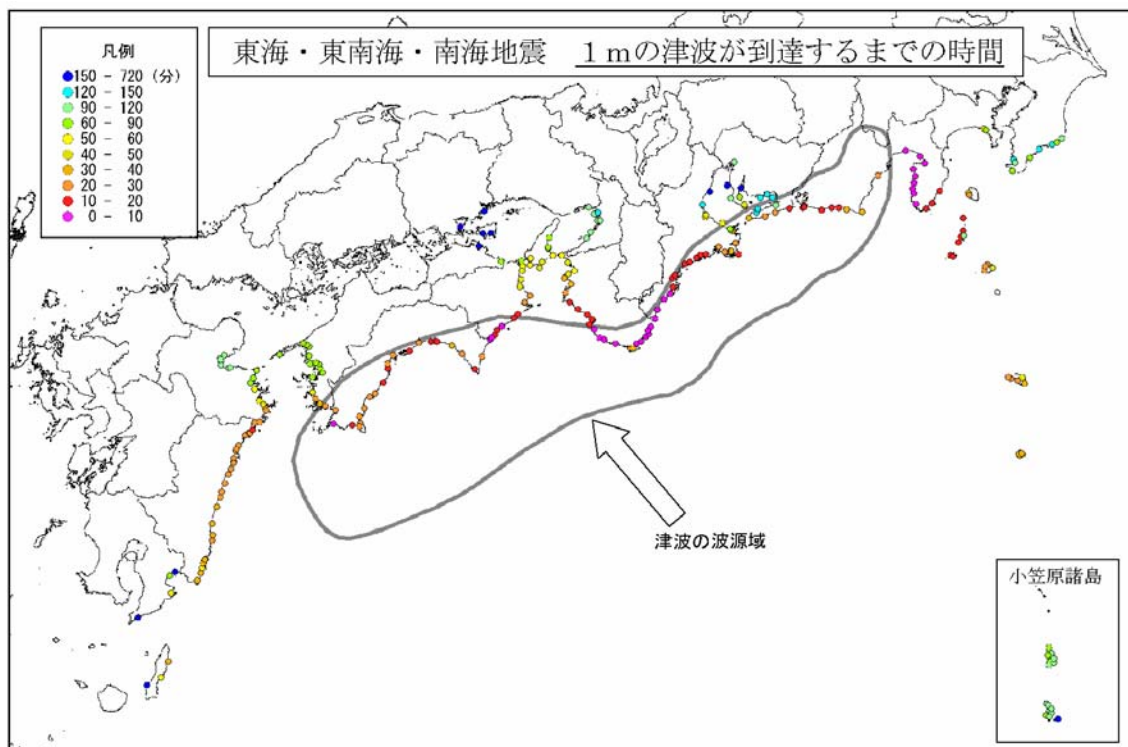 東海・東南海・南海地震　１ｍの津波が到達するまでの時間
凡例
150 － 720 (分)
120 － 150
90 － 120
60 － 90
50 － 60
40 － 50
30 － 40
20 － 30
10 － 20
0 － 10
津波の波源域
小笠原諸島